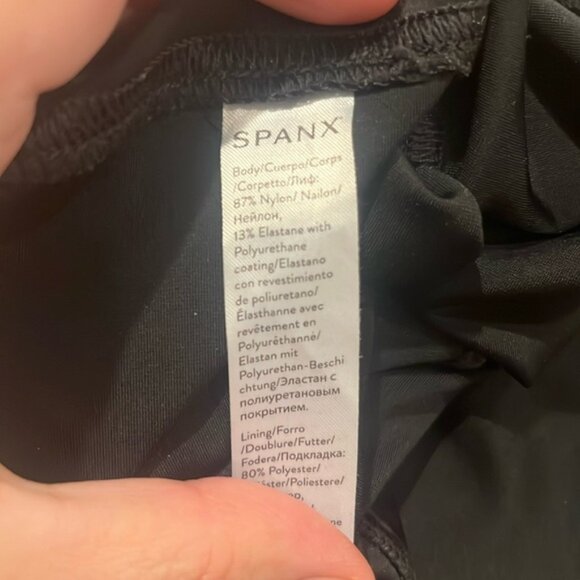 SPANX
Body/Cuerpo/Corps
/Corpetto/Лиф:
87% Nylon/ Nailon/
Нейлон,
13% Elastane with
Polyurethane
coating/Elastano
con revestimiento
de poliuretano/
Élasthanne avec
revêtement en
Polyuréthanne/
Elastan mit
Polyurethan-Beschi
chtung/Эластан с
полиуретановым
покрытием.
Lining/Forro
/Doublure/Futter/
Fodera/Подкладка:
80% Polyester/
/Poliestere/